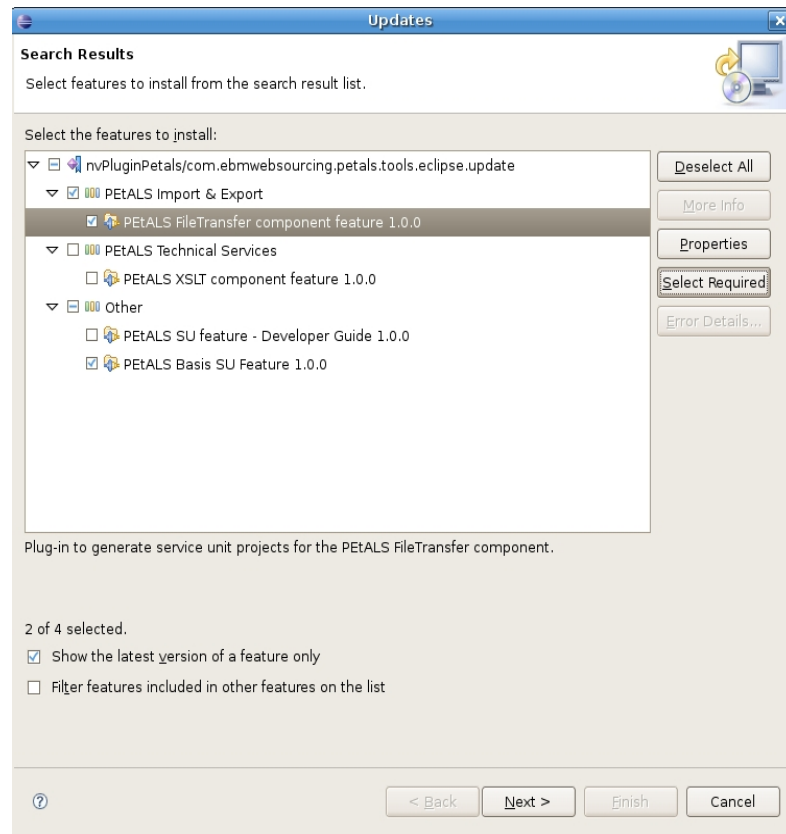 Updates
Search Results
Select features to install from the search result list.
Select the features to install:
nvPluginPetals/com.ebmwebsourcing.petals.tools.eclipse.update
PEtALS Import & Export
PEtALS FileTransfer component feature 1.0.0
PEtALS Technical Services
PEtALS XSLT component feature 1.0.0
Other
PEtALS SU feature - Developer Guide 1.0.0
PEtALS Basis SU Feature 1.0.0
Deselect All
More Info
Properties
Select Required
Error Details...
Plug-in to generate service unit projects for the PEtALS FileTransfer component.
2 of 4 selected.
Show the latest version of a feature only
Filter features included in other features on the list
?
< Back
Next >
Finish
Cancel